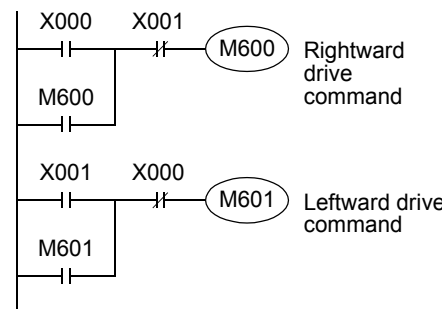 X000 X001
M600 Rightward
drive
command
M600
X001 X000
M601 Leftward drive
command
M601